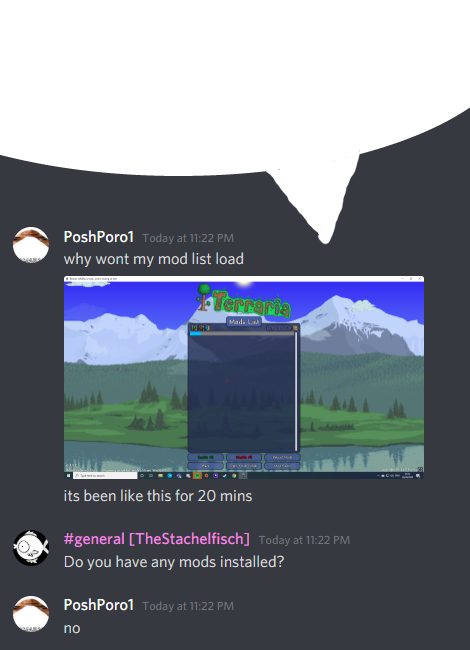 PoshPoro1 Today at 11:22 PM
why wont my mod list load
Terraria
Mods List
its been like this for 20 mins
#general [TheStachelfisch] Today at 11:22 PM
Do you have any mods installed?
PoshPoro1 Today at 11:22 PM
no